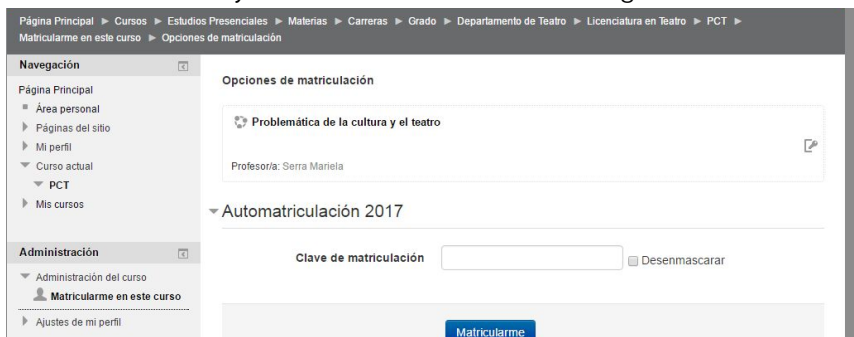 Página Principal ► Cursos ► Estudios Presenciales ► Materias ► Carreras ► Grado ► Departamento de Teatro ► Licenciatura en Teatro ► PCT ►
Matricularme en este curso ► Opciones de matriculación
Navegación
Página Principal
Área personal
Páginas del sitio
Mi perfil
Curso actual
PCT
Mis cursos
Administración
Administración del curso
Matricularme en este curso
Ajustes de mi perfil
Opciones de matriculación
Problemática de la cultura y el teatro
Profesor/a: Serra Mariela
Automatriculación 2017
Clave de matriculación
Desenmascarar
Matricularme